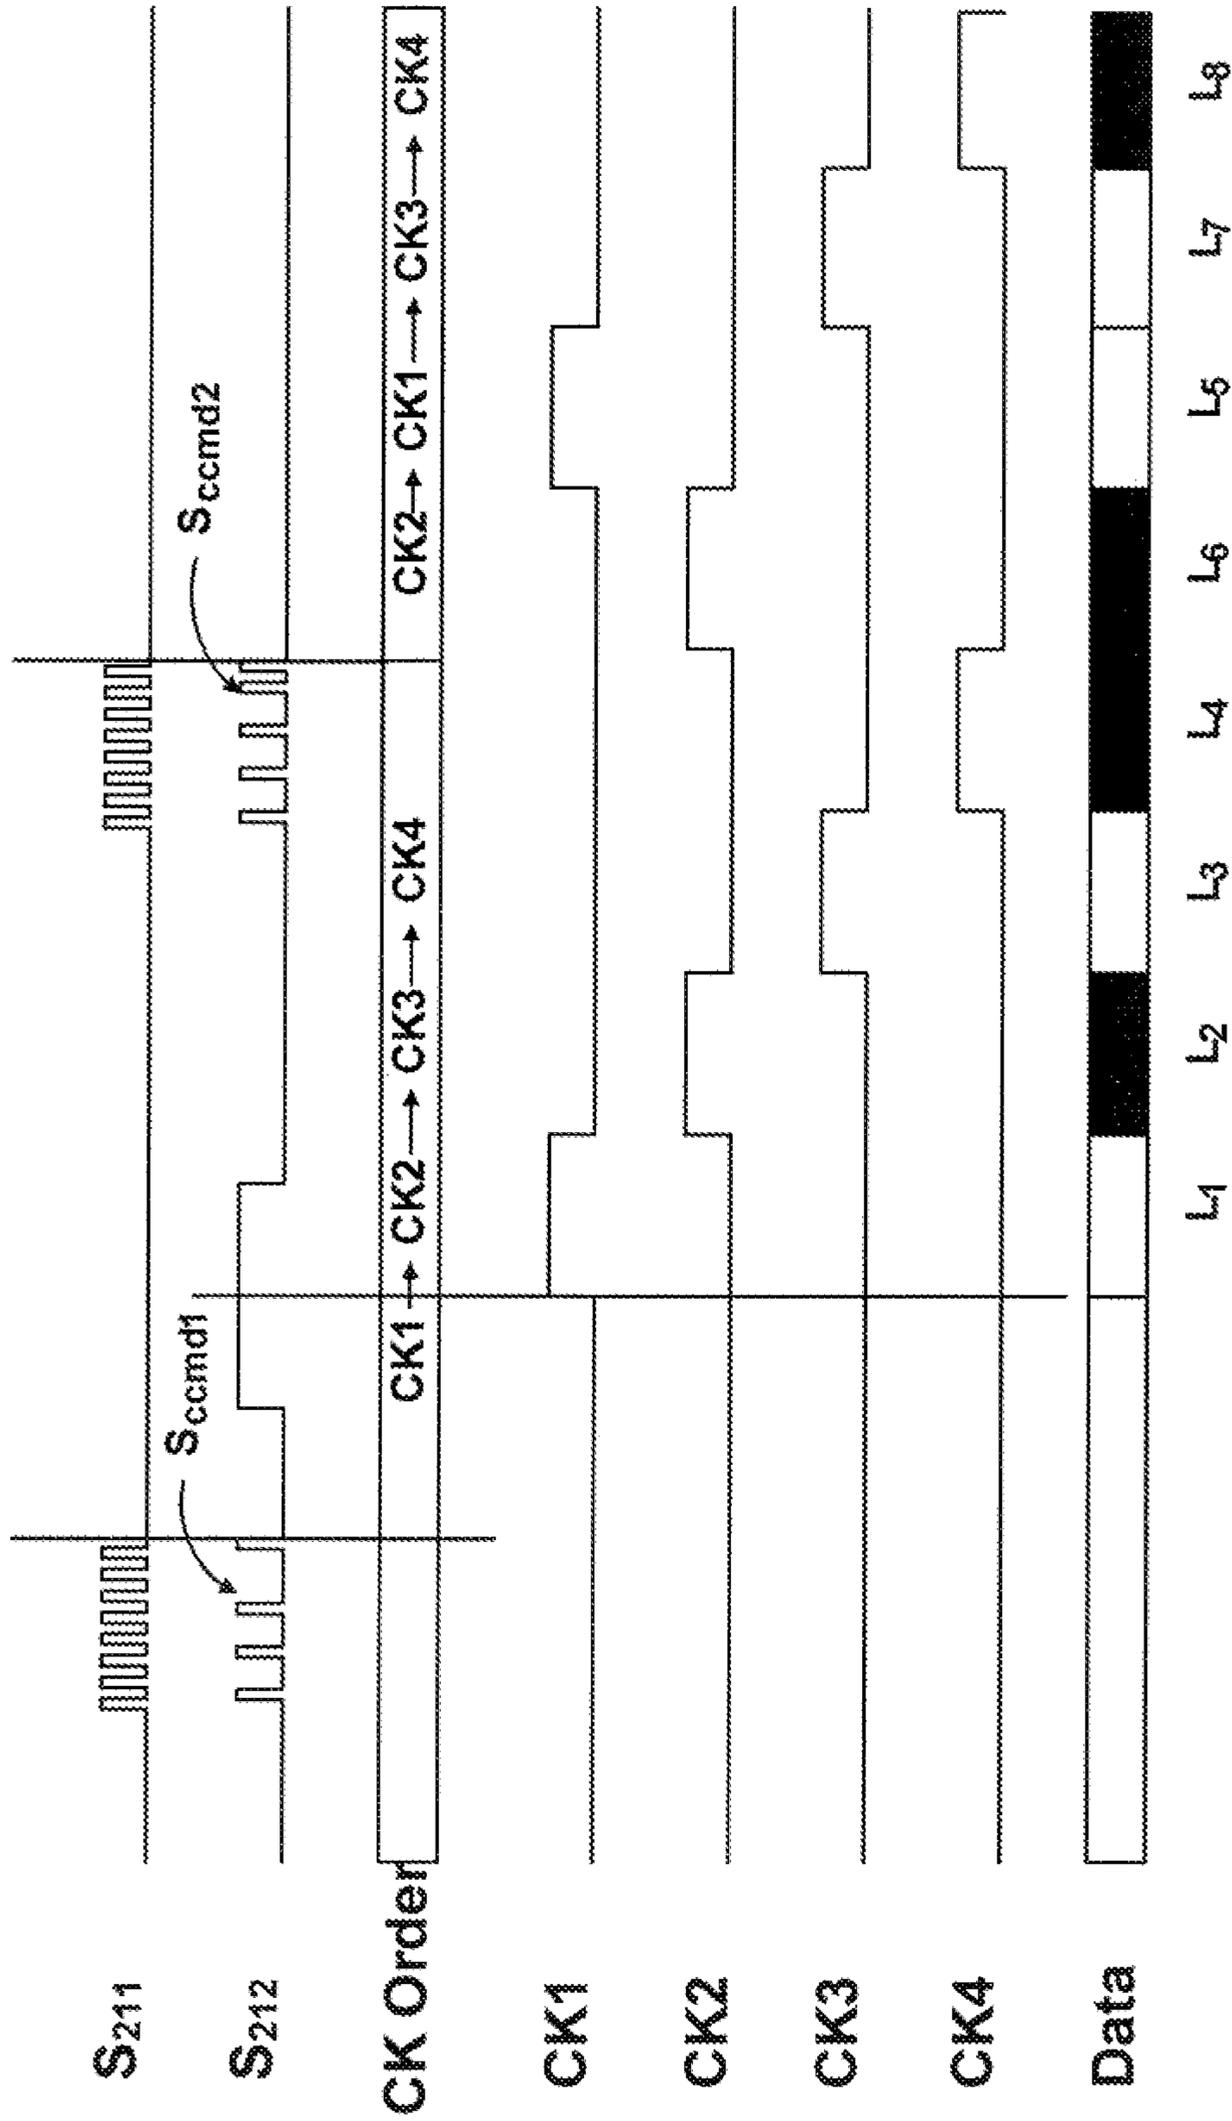 S211
S212
Sccmd1
Sccmd2
CK Order
CK1→CK2→CK3→CK4
CK2→CK1→CK3→CK4
CK1
CK2
CK3
CK4
Data
L1 L2 L3 L4 L6 L5 L7 L8